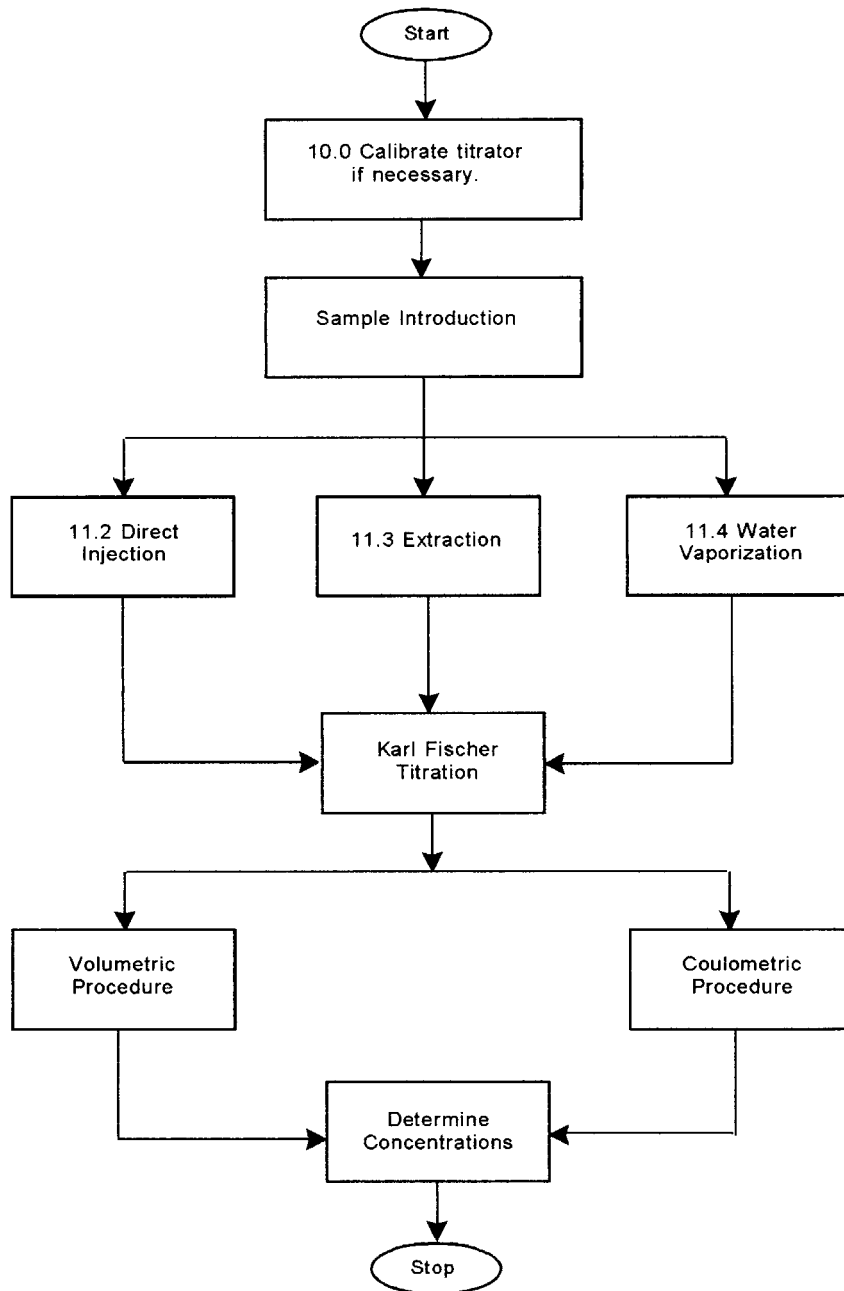 Start
10.0 Calibrate titrator
if necessary.
Sample Introduction
11.2 Direct
Injection
11.3 Extraction
11.4 Water
Vaporization
Karl Fischer
Titration
Volumetric
Procedure
Coulometric
Procedure
Determine
Concentrations
Stop